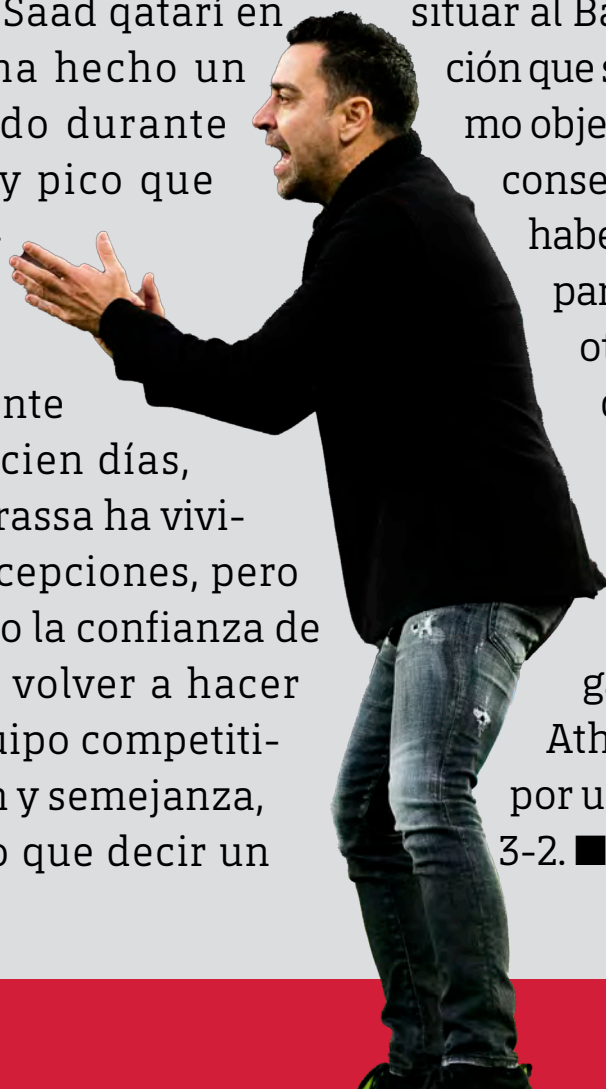 Saad qatarí en
ha hecho un
do durante
y pico que
nte
cien días,
rassa ha vivi-
cepciones, pero
o la confianza de
volver a hacer
uipo competiti-
n y semejanza,
o que decir un
situar al Ba
ción que s
mo obje
conse
habe
par
ot
g
Ath
por u
3-2. ■